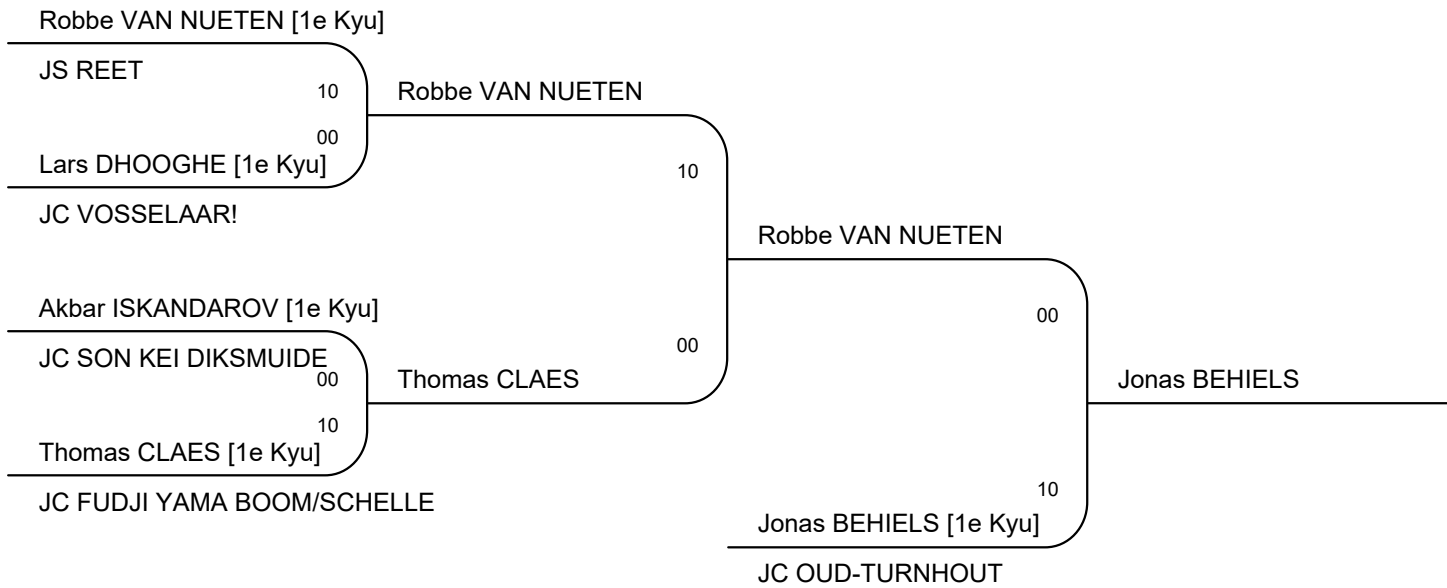 Robbe VAN NUETEN [1e Kyu]
JS REET
10
Robbe VAN NUETEN
00
Lars DHOOGHE [1e Kyu]
10
JC VOSSELAAR!
Robbe VAN NUETEN
Akbar ISKANDAROV [1e Kyu]
00
JC SON KEI DIKSMUIDE
00
00
Thomas CLAES
Jonas BEHIELS
10
Thomas CLAES [1e Kyu]
10
JC FUDJI YAMA BOOM/SCHELLE
Jonas BEHIELS [1e Kyu]
JC OUD-TURNHOUT